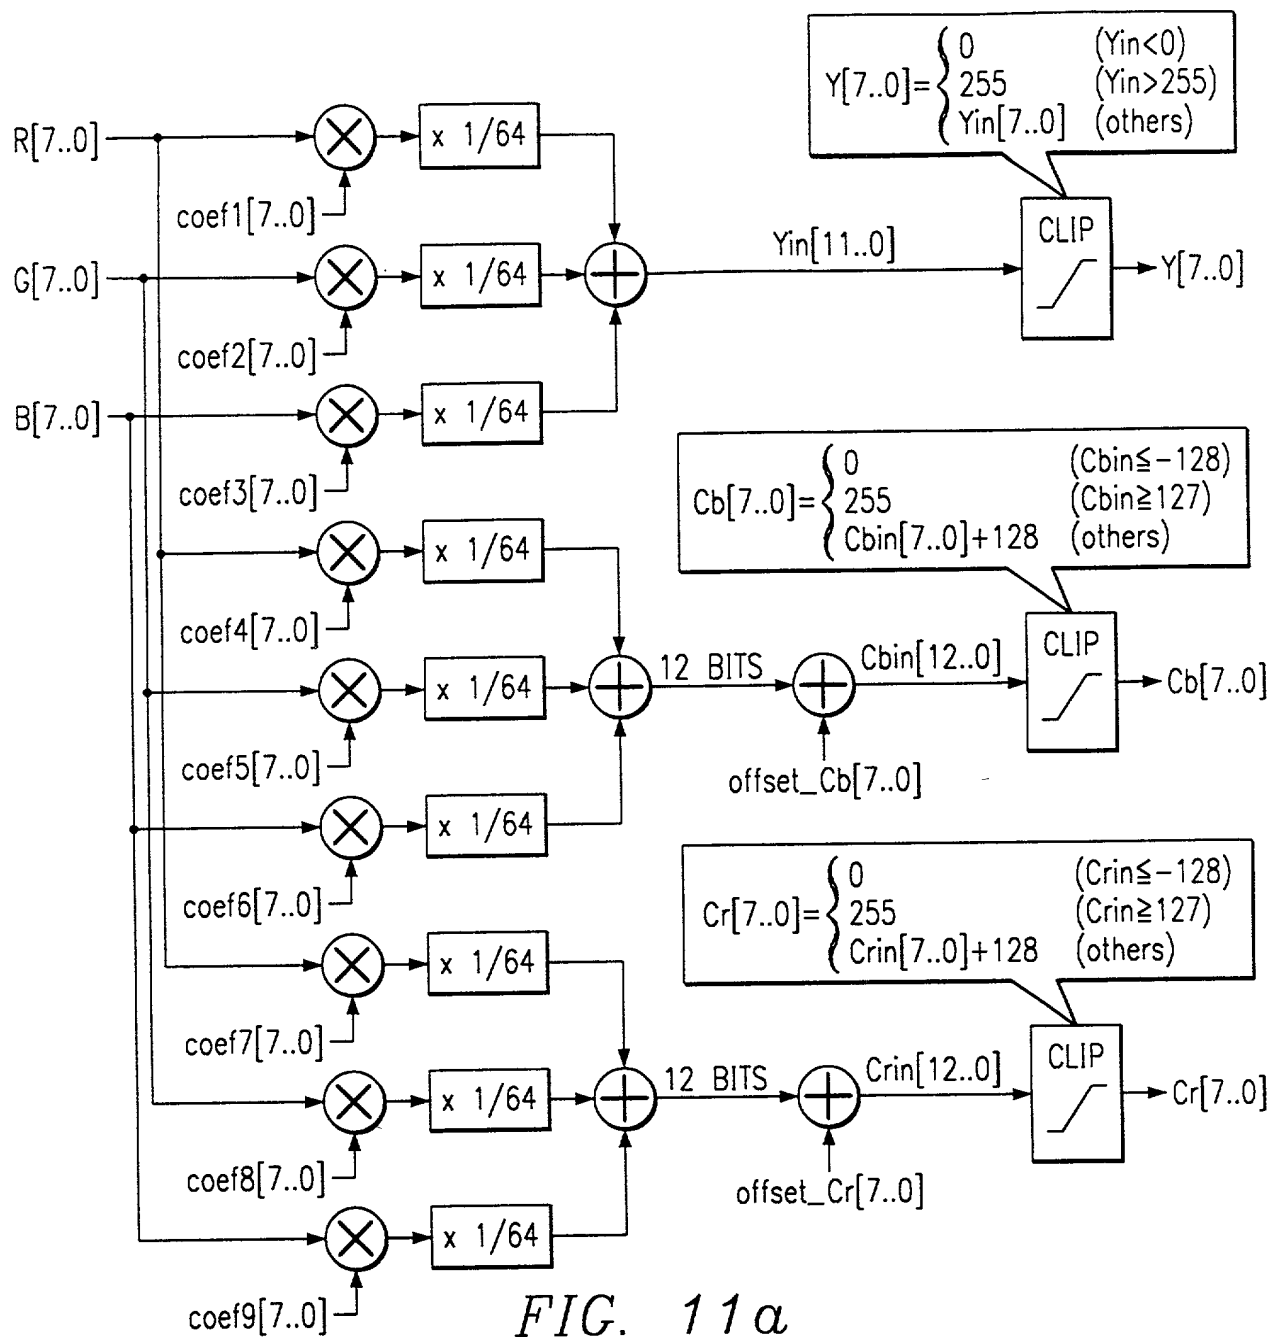 Y[7..0]={ 0 (Yin<0)
255 (Yin>255)
Yin[7..0] (others)
R[7..0]
x 1/64
coef1[7..0]
CLIP
Yin[11..0]
G[7..0]
x 1/64
Y[7..0]
coef2[7..0]
B[7..0]
x 1/64
coef3[7..0]
Cb[7..0]={ 0 (Cbin≦-128)
255 (Cbin≧127)
Cbin[7..0]+128 (others)
x 1/64
coef4[7..0]
CLIP
12 BITS
Cbin[12..0]
x 1/64
Cb[7..0]
coef5[7..0]
offset_Cb[7..0]
x 1/64
coef6[7..0]
Cr[7..0]={ 0 (Crin≦-128)
255 (Crin≧127)
Crin[7..0]+128 (others)
x 1/64
coef7[7..0]
CLIP
12 BITS
Crin[12..0]
x 1/64
Cr[7..0]
coef8[7..0]
offset_Cr[7..0]
x 1/64
coef9[7..0]
FIG. 11a